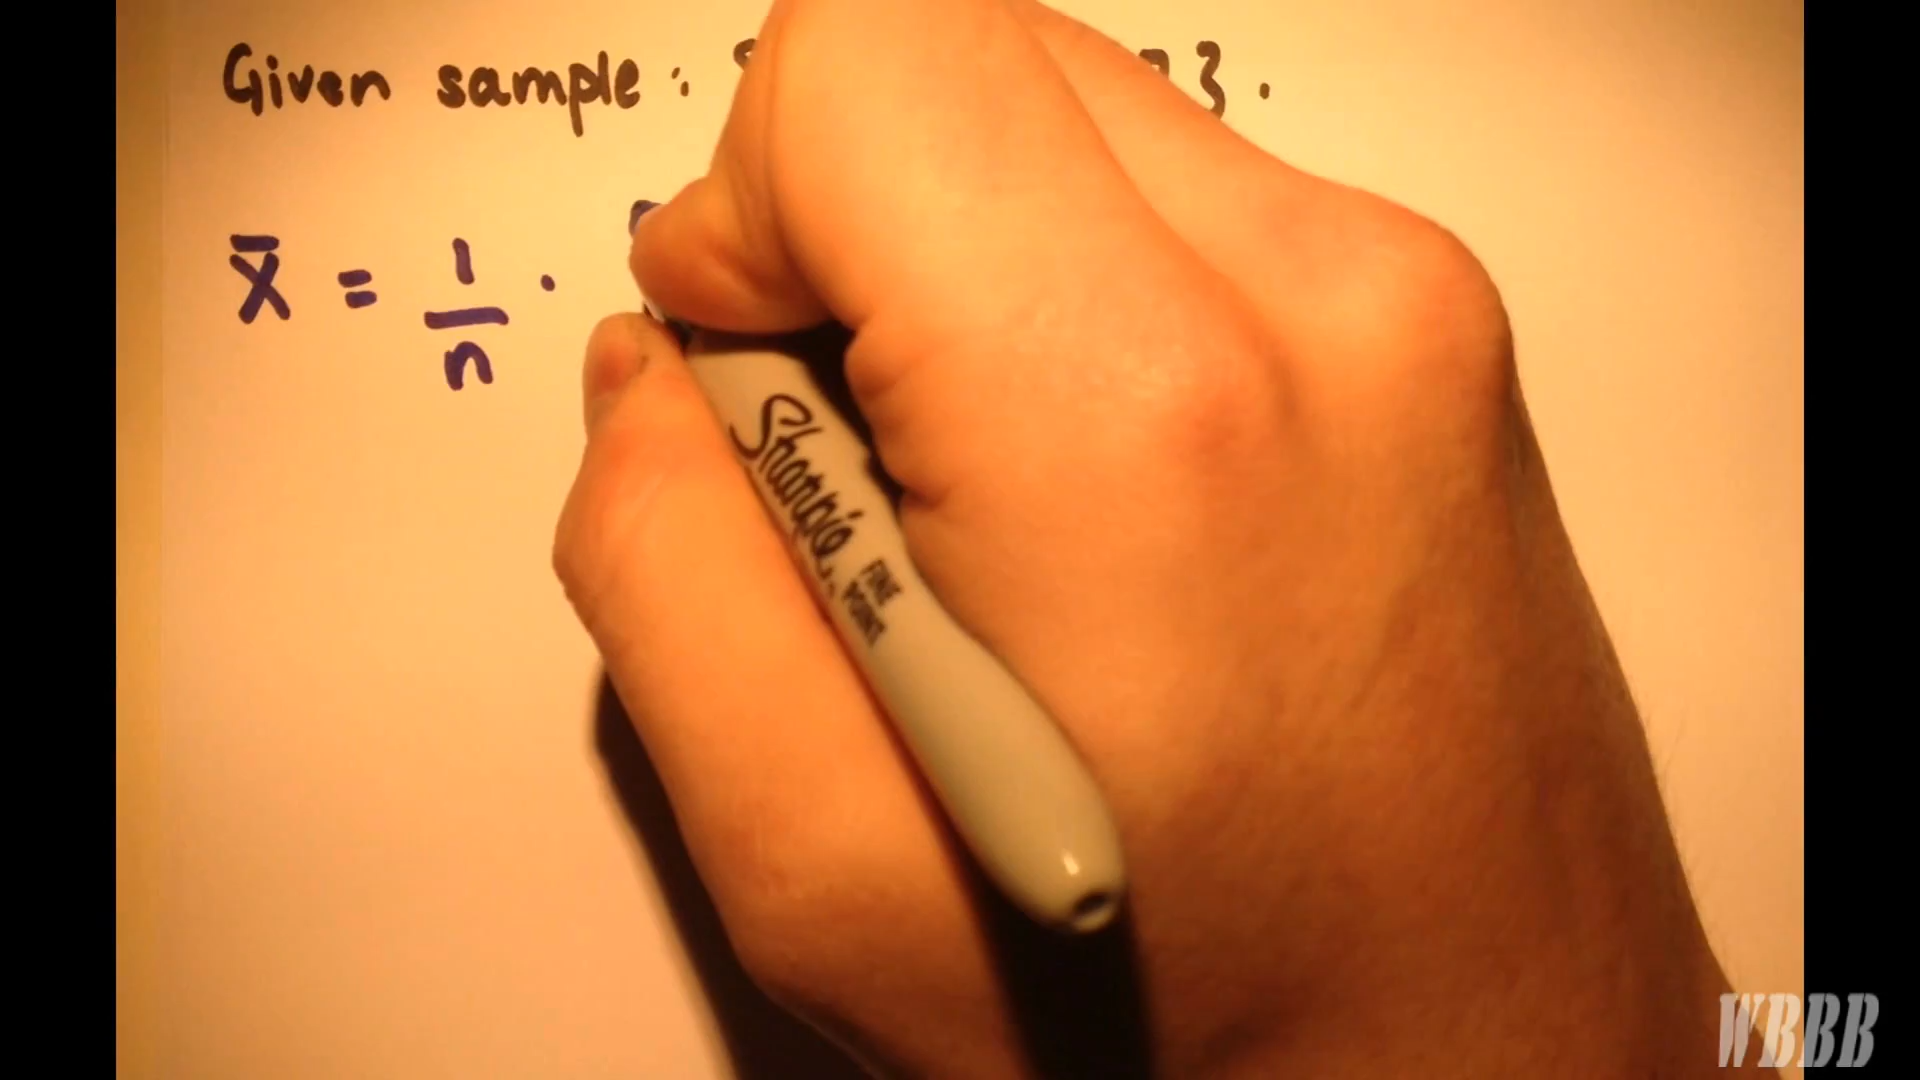 Given sample : }.
X̄ = 1/n ·
Sharpie.
FINE
POINT
WBBB